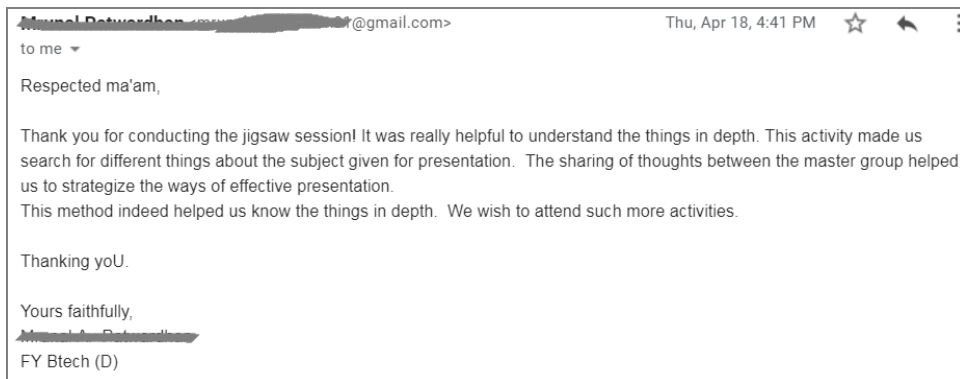 @gmail.com> Thu, Apr 18, 4:41 PM
to me
Respected ma'am,
Thank you for conducting the jigsaw session! It was really helpful to understand the things in depth. This activity made us
search for different things about the subject given for presentation.  The sharing of thoughts between the master group helped
us to strategize the ways of effective presentation.
This method indeed helped us know the things in depth.  We wish to attend such more activities.
Thanking yoU.
Yours faithfully,
FY Btech (D)